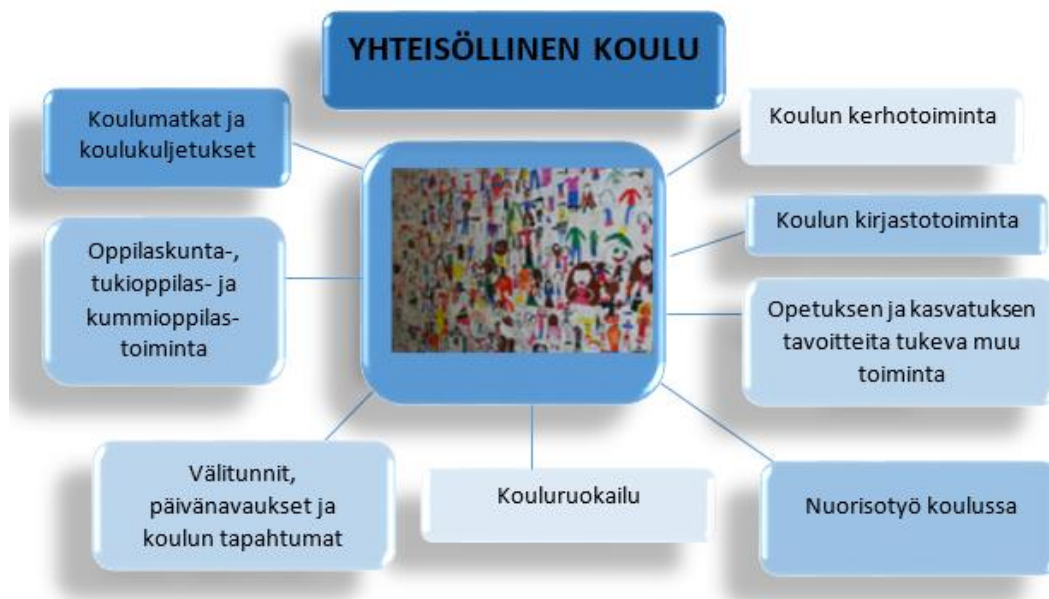 YHTEISÖLLINEN KOULU
Koulumatkat ja
koulukuljetukset
Koulun kerhotoiminta
Oppilaskunta-,
tukioppilas- ja
kummioppilas-
toiminta
Koulun kirjastotoiminta
Opetuksen ja kasvatuksen
tavoitteita tukeva muu
toiminta
Välitunnit,
päivänavaukset ja
koulun tapahtumat
Kouluruokailu
Nuorisotyö koulussa